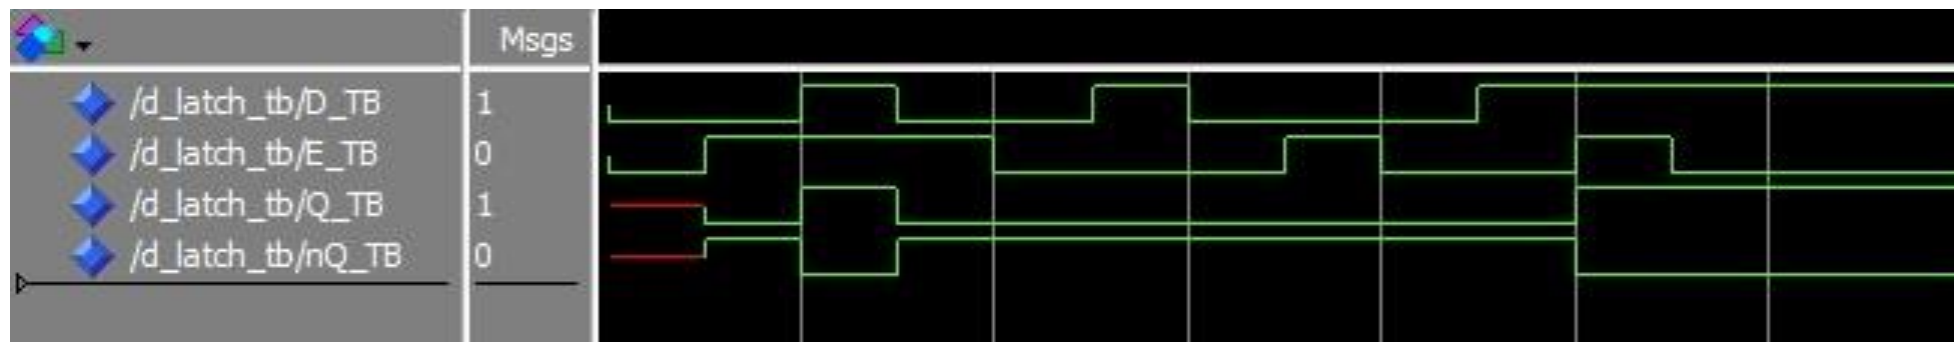 Msgs
/d_latch_tb/D_TB 1
/d_latch_tb/E_TB 0
/d_latch_tb/Q_TB 1
/d_latch_tb/nQ_TB 0